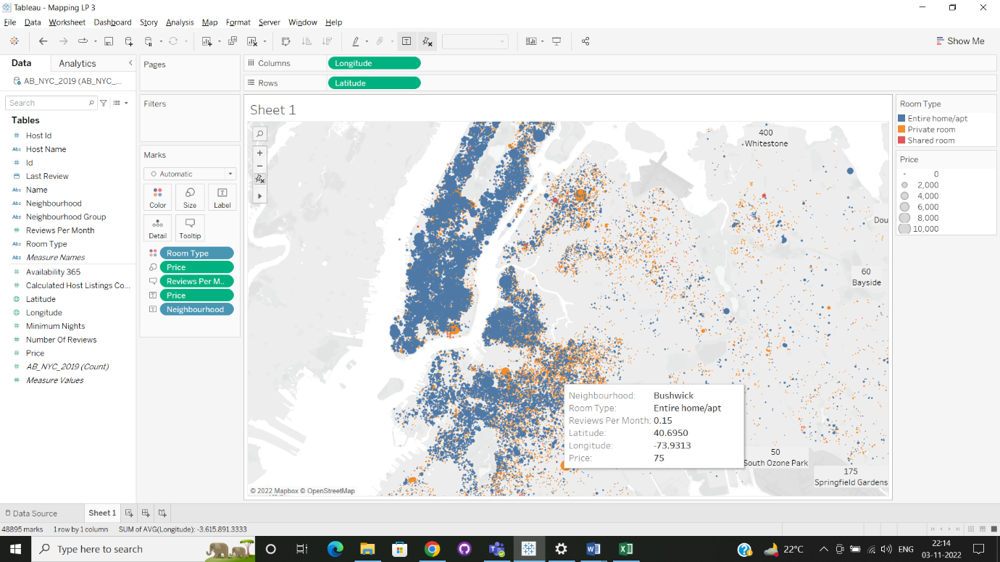 Tableau - Mapping LP 3
File Data Worksheet Dashboard Story Analysis Map Format Server Window Help
Show Me
Data Analytics
AB_NYC_2019 (AB_NYC_...
Search
Tables
Host Id
Abc Host Name
Id
Last Review
Abc Name
Abc Neighbourhood
Abc Neighbourhood Group
Reviews Per Month
Abc Room Type
Abc Measure Names
Availability 365
Calculated Host Listings Co...
Latitude
Longitude
Minimum Nights
Number Of Reviews
Price
AB_NYC_2019 (Count)
Measure Values
Pages
Filters
Marks
Automatic
Color Size Label
Detail Tooltip
Room Type
Price
Reviews Per M..
Price
Neighbourhood
Columns Longitude
Rows Latitude
Sheet 1
400
Whitestone
Dou
60
Bayside
Neighbourhood: Bushwick
Room Type: Entire home/apt
Reviews Per Month: 0.15
Latitude: 40.6950
Longitude: -73.9313
Price: 75
50
South Ozone Park
175
Springfield Gardens
© 2022 Mapbox © OpenStreetMap
Room Type
Entire home/apt
Private room
Shared room
Price
0
2,000
4,000
6,000
8,000
10,000
Data Source Sheet 1
48895 marks 1 row by 1 column SUM of AVG(Longitude): -3.615.891.3333
Type here to search
22°C ENG 22:14
03-11-2022